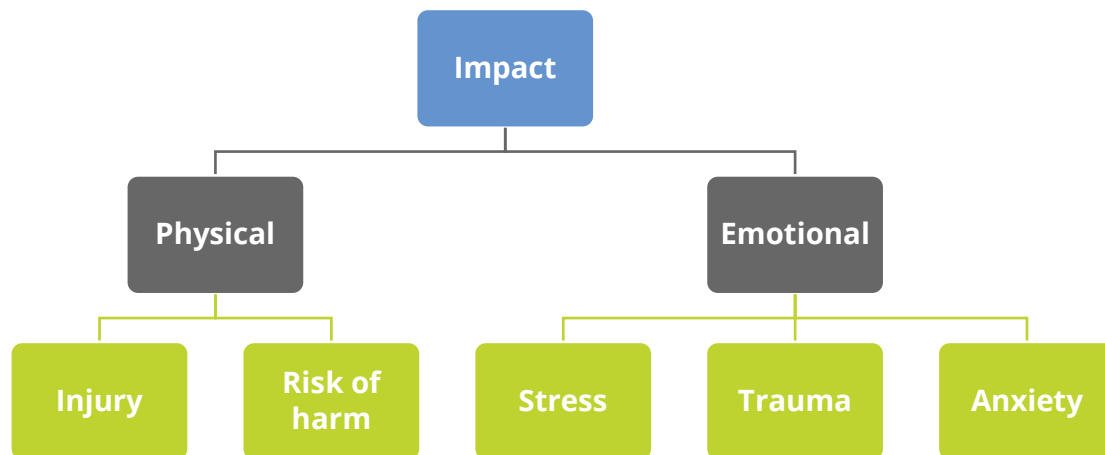 Impact
Physical
Emotional
Injury
Risk of
harm
Stress
Trauma
Anxiety